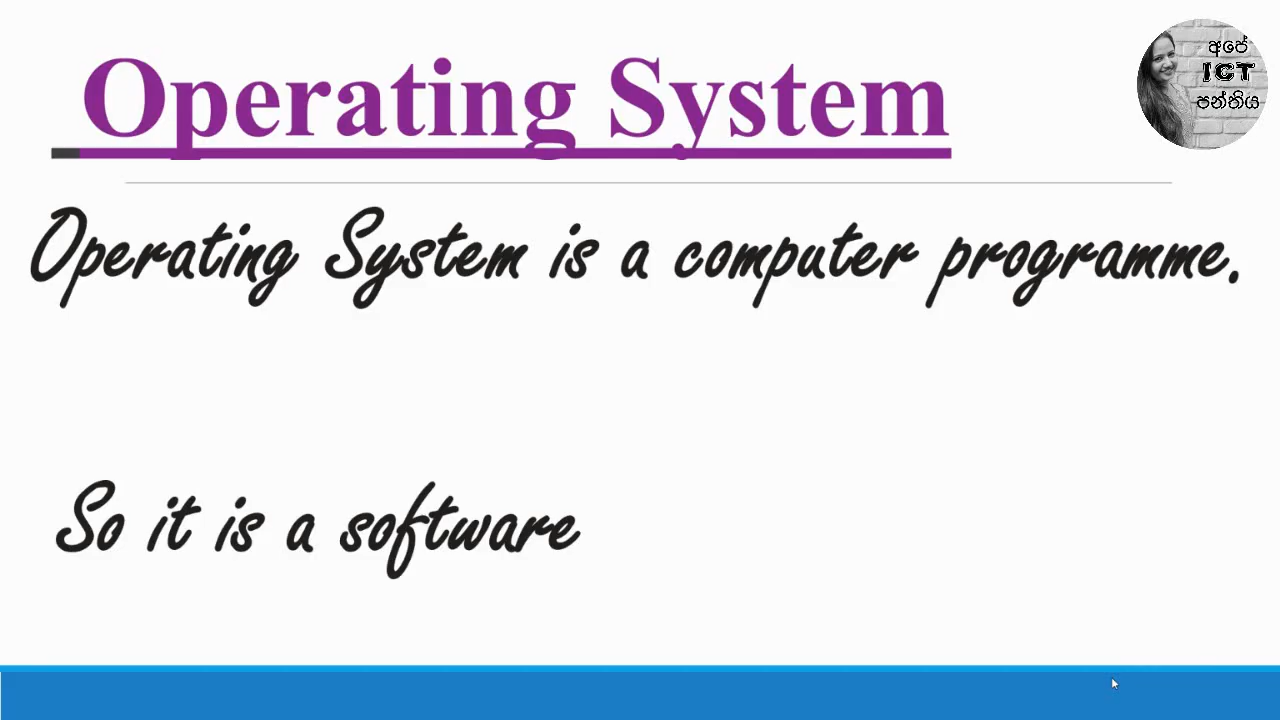 Operating System
අපේ
ICT
පන්තිය
Operating System is a computer programme.
So it is a software